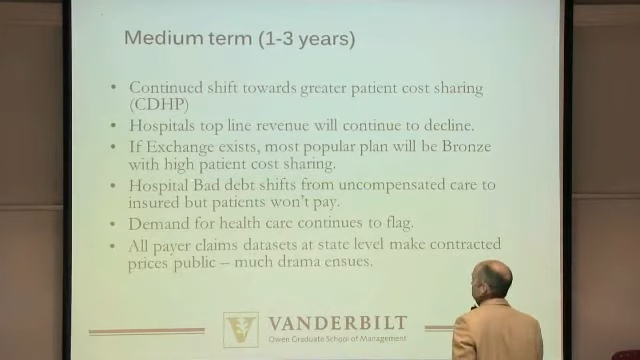 Medium term (1-3 years)
• Continued shift towards greater patient cost sharing
(CDHP)
• Hospitals top line revenue will continue to decline.
• If Exchange exists, most popular plan will be Bronze
with high patient cost sharing.
• Hospital Bad debt shifts from uncompensated care to
insured but patients won't pay.
• Demand for health care continues to flag.
• All payer claims datasets at state level make contracted
prices public – much drama ensues.
VANDERBILT
Owen Graduate School of Management